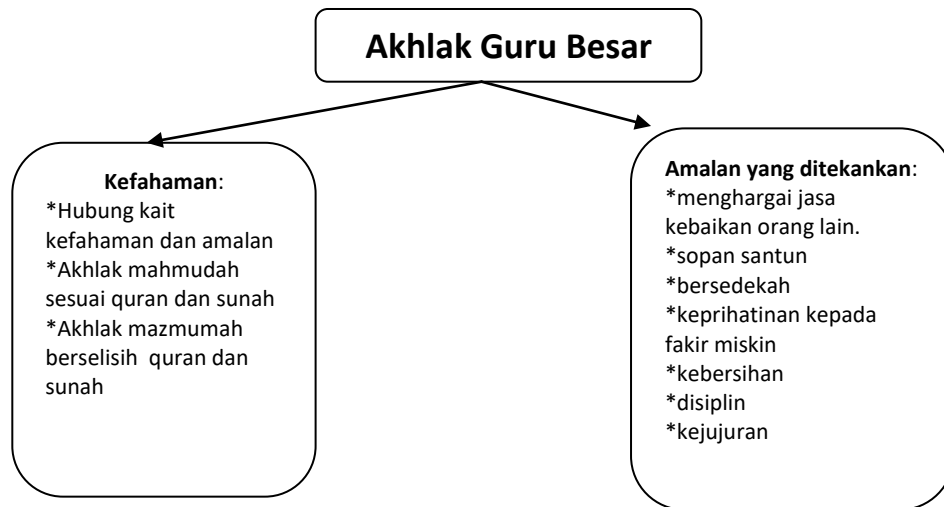 Akhlak Guru Besar
Kefahaman:
*Hubung kait
kefahaman dan amalan
*Akhlak mahmudah
sesuai quran dan sunah
*Akhlak mazmumah
berselisih quran dan
sunah
Amalan yang ditekankan:
*menghargai jasa
kebaikan orang lain.
*sopan santun
*bersedekah
*keprihatinan kepada
fakir miskin
*kebersihan
*disiplin
*kejujuran